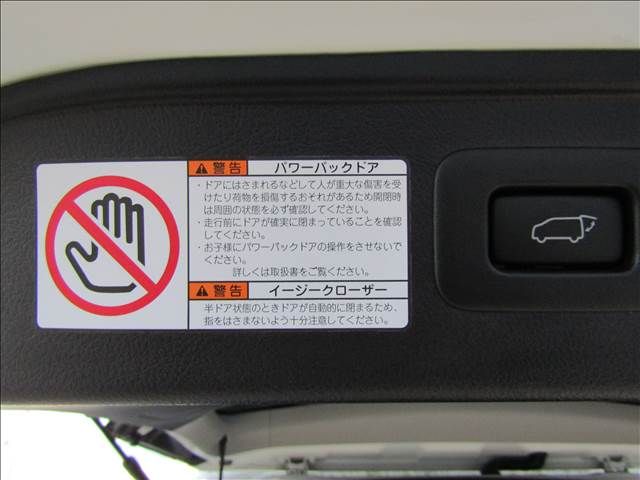 警告 パワーバックドア
・ドアにはさまれるなどして人が重大な傷害を受
けたり荷物を損傷するおそれがあるため開閉時
は周囲の状態を必ず確認してください。
・走行前にドアが確実に閉まっていることを確認
してください。
・お子様にパワーバックドアの操作をさせないで
ください。
詳しくは取扱書をご覧ください。
警告 イージークローザー
半ドア状態のときドアが自動的に閉まるため、
指をはさまないよう十分注意してください。